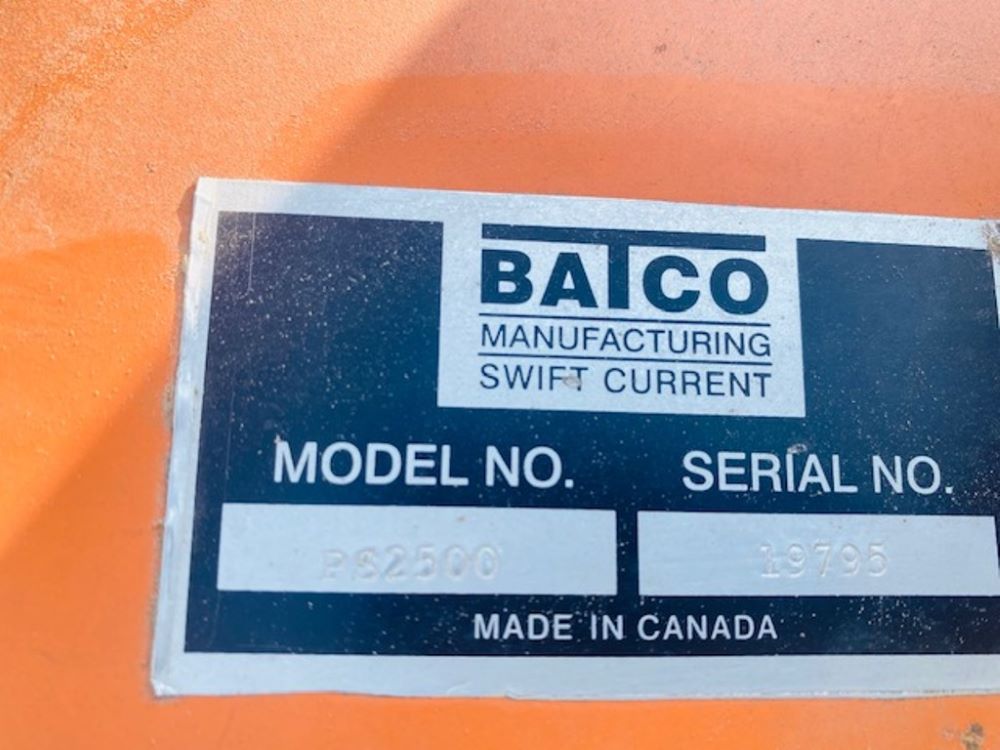 BATCO
MANUFACTURING
SWIFT CURRENT
MODEL NO. SERIAL NO.
PS2500 19795
MADE IN CANADA